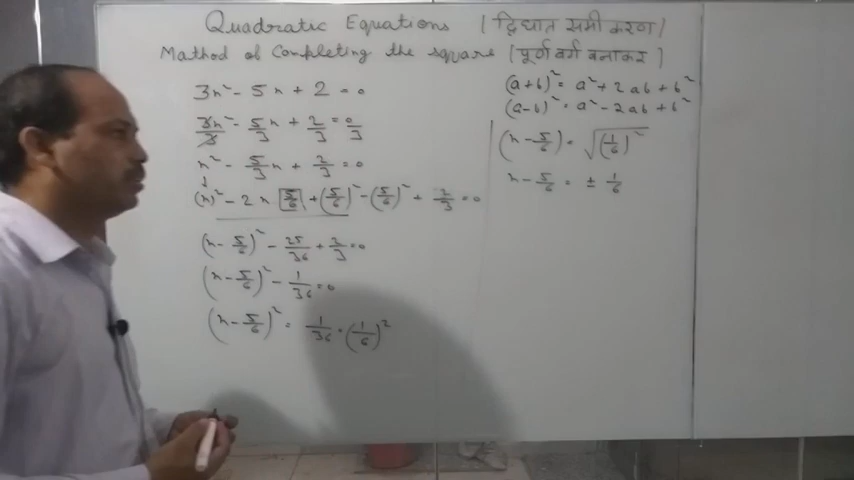 Quadratic Equations (द्विघात समीकरण)
Mathod of Completing the square (पूर्ण वर्ग बनाकर)
3x² - 5x + 2 = 0
3x²/3 - 5/3 x + 2/3 = 0/3
x² - 5/3 x + 2/3 = 0
↓
(x)² - 2 x [5/6] + (5/6)² - (5/6)² + 2/3 = 0
(x - 5/6)² - 25/36 + 2/3 = 0
(x - 5/6)² - 1/36 = 0
(x - 5/6)² = 1/36 = (1/6)²
(a+b)² = a² + 2ab + b²
(a-b)² = a² - 2ab + b²
(x - 5/6) = √(1/6)²
x - 5/6 = ± 1/6